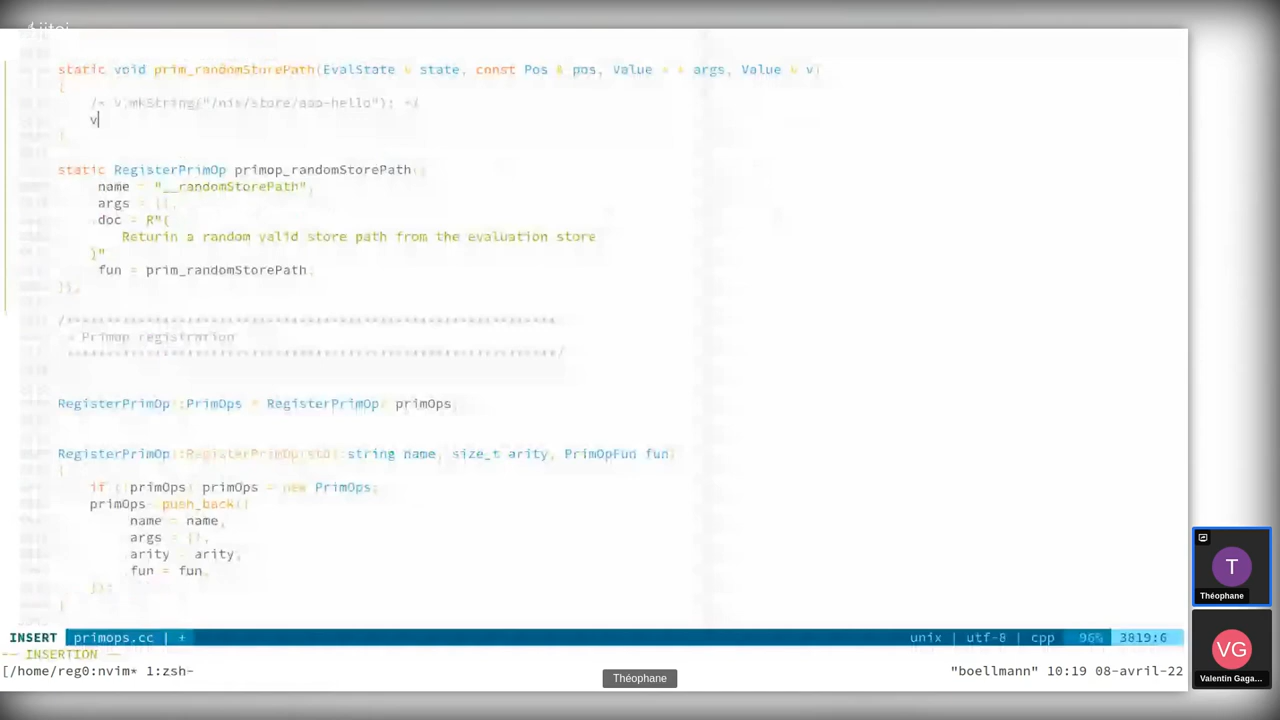 static void prim_randomStorePath(EvalState & state, const Pos & pos, Value * * args, Value & v)
{
/* v.mkString("/nix/store/aaa-hello"); */
v
}
static RegisterPrimOp primop_randomStorePath({
name = "__randomStorePath",
args = {},
.doc = R"(
Returin a random valid store path from the evaluation store
)"
fun = prim_randomStorePath,
});
/*************************************************************
* Primop registration
*************************************************************/
RegisterPrimOp::PrimOps * RegisterPrimOp primOps
RegisterPrimOp::RegisterPrimOp(std::string name, size_t arity, PrimOpFun fun)
{
if (!primOps) primOps = new PrimOps;
primOps push_back({
.name = name,
.args = {},
.arity = arity,
.fun = fun,
});
}
INSERT primops.cc | + unix | utf-8 | cpp 96% 3819:6
-- INSERTION --
[/home/reg0:nvim* 1:zsh- "boellmann" 10:19 08-avril-22
Théophane
T
Théophane
VG
Valentin Gaga...